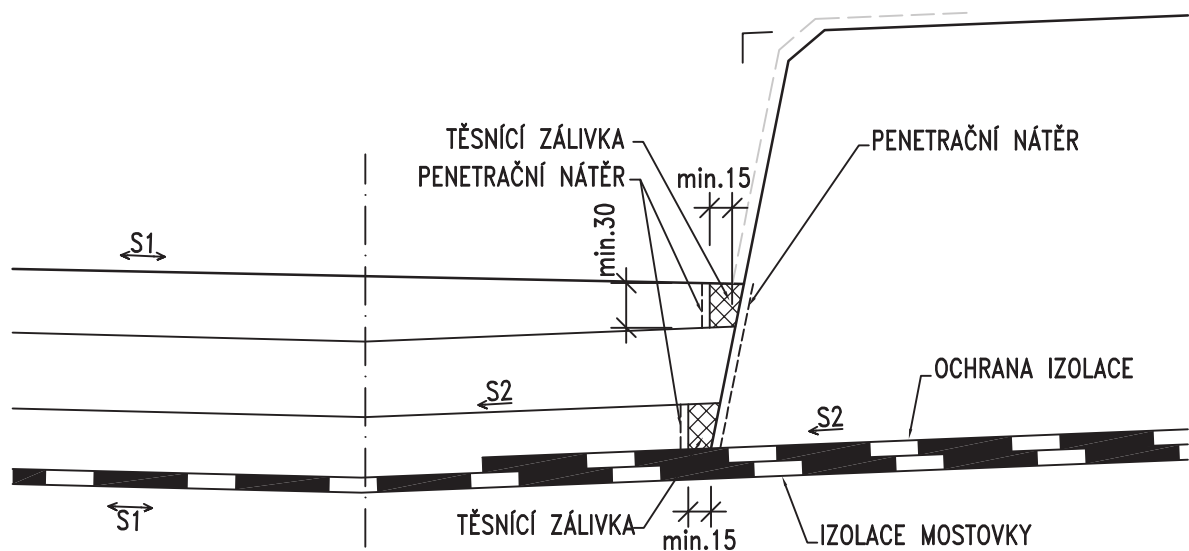 TĚSNÍCÍ ZÁLIVKA
PENETRAČNÍ NÁTĚR
PENETRAČNÍ NÁTĚR
min.15
min.30
S1
OCHRANA IZOLACE
S2
S2
S1
TĚSNÍCÍ ZÁLIVKA
min.15
IZOLACE MOSTOVKY